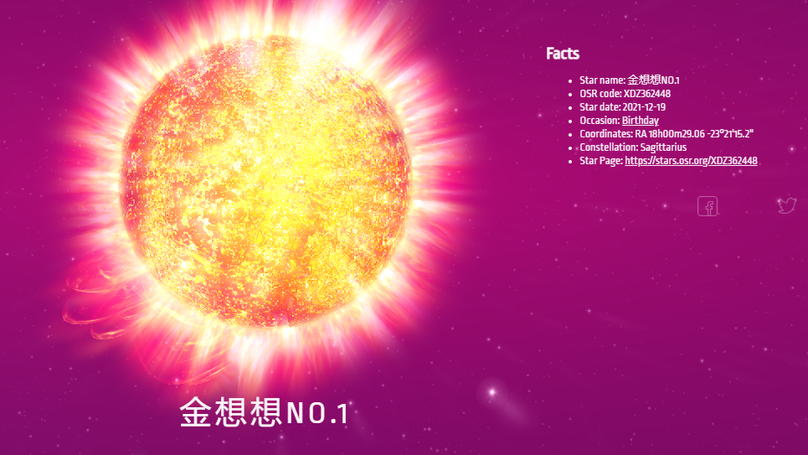 Facts
Star name: 金想想NO.1
OSR code: XDZ362448
Star date: 2021-12-19
Occasion: Birthday
Coordinates: RA 18h00m29.06 -23°21'15.2"
Constellation: Sagittarius
Star Page: https://stars.osr.org/XDZ362448
金想想NO.1